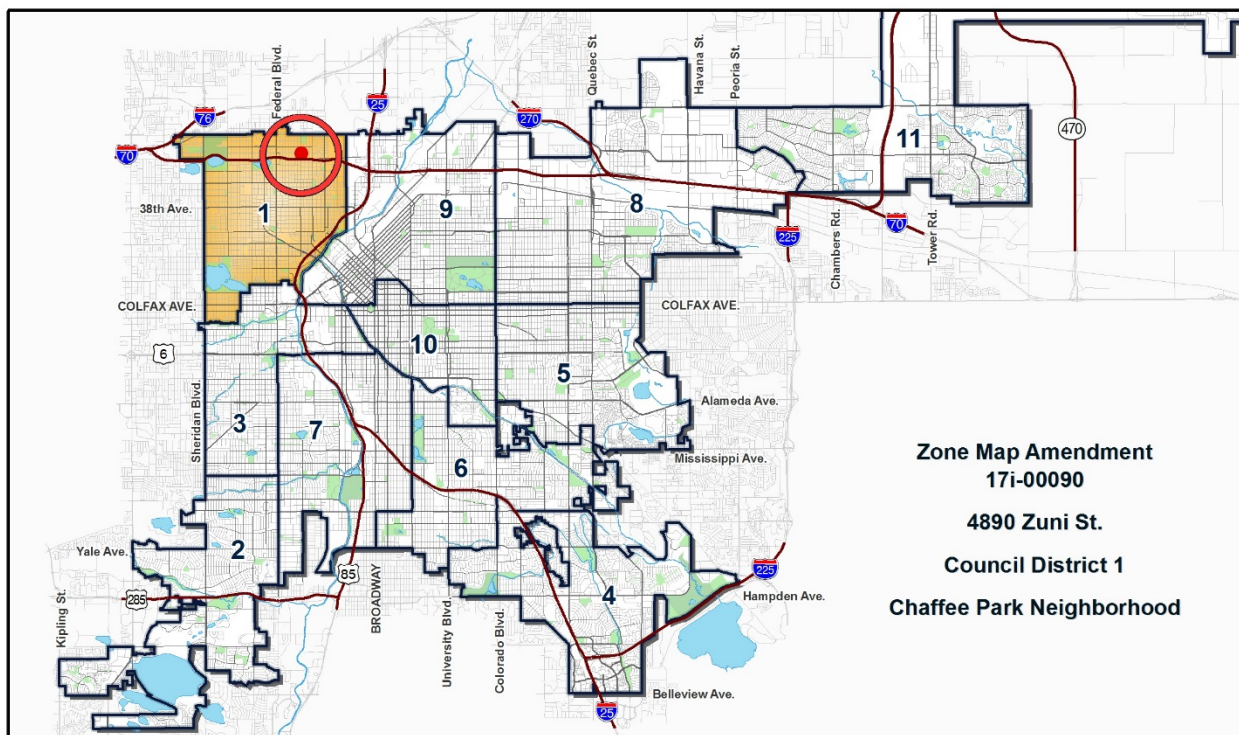 Federal Blvd.
Quebec St.
Havana St.
Peoria St.
25
76
270
70
470
11
38th Ave.
1
9
8
225
Chambers Rd.
70
Tower Rd.
COLFAX AVE.
COLFAX AVE.
6
10
5
Sheridan Blvd.
3
7
Alameda Ave.
6
Mississippi Ave.
Zone Map Amendment
17i-00090
4890 Zuni St.
Council District 1
Chaffee Park Neighborhood
Yale Ave.
2
85
225
285
4
Hampden Ave.
Kipling St.
BROADWAY
University Blvd.
Colorado Blvd.
Belleview Ave.
25